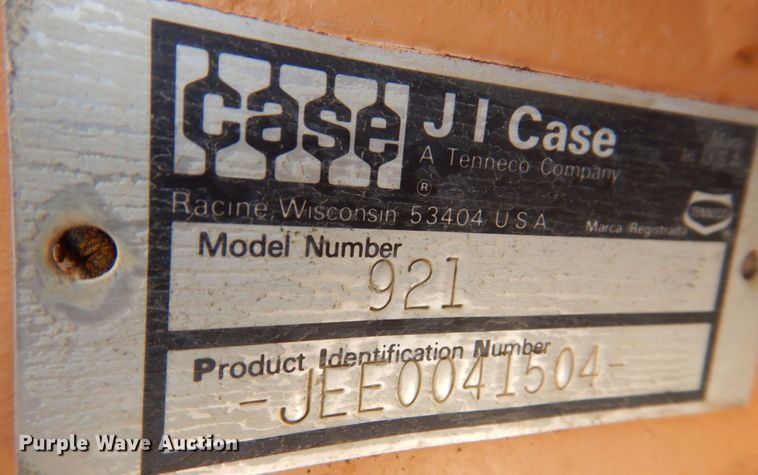 case
J I Case
A Tenneco Company
®
Made
in U.S.A.
Racine, Wisconsin 53404 U S A
Marca Registrada
TENNECO
Model Number
921
Product Identification Number
-JEE0041504-
Purple Wave Auction